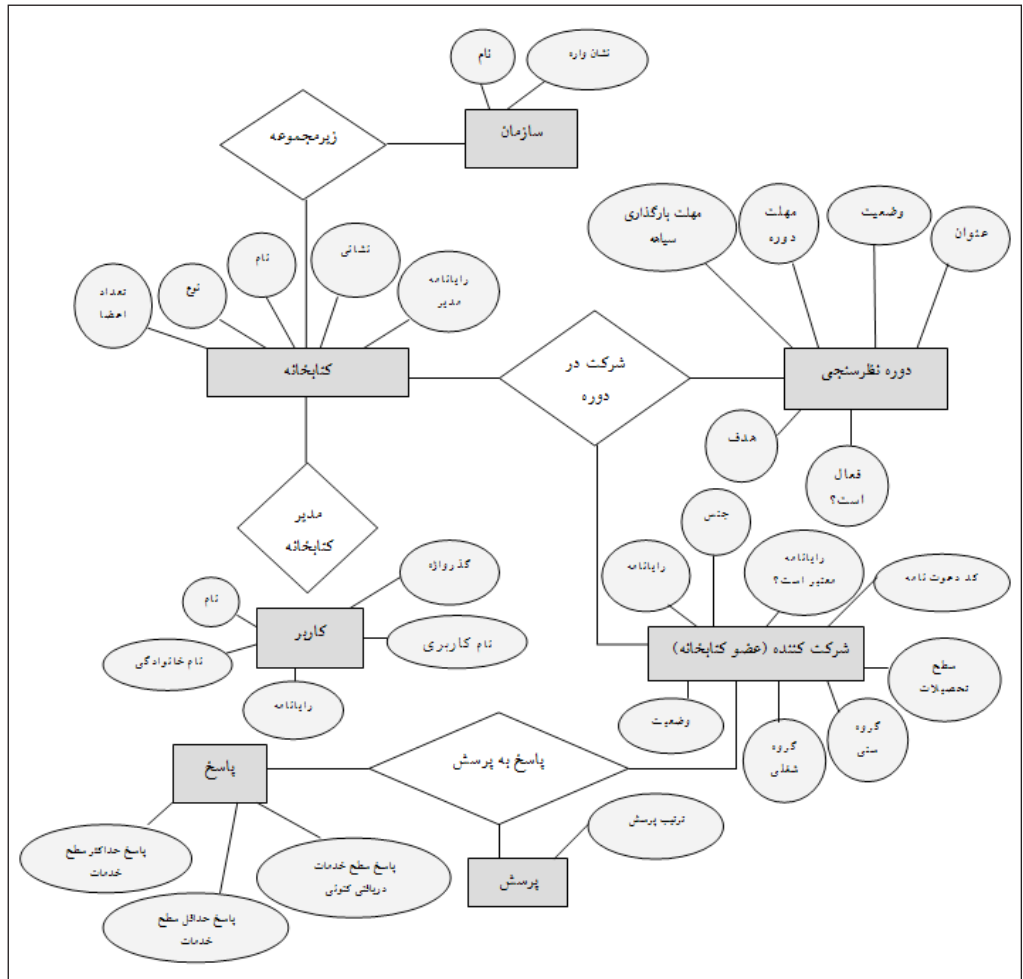 نام
نشان واره
سازمان
زیرمجموعه
مهلت بارگذاری
سیاهه
مهلت
دوره
وضعیت
عنوان
تعداد
اعضا
نوع
نام
نشانی
رایانامه
مدیر
کتابخانه
شرکت در
دوره
دوره نظرسنجی
هدف
فعال
است؟
مدیر
کتابخانه
جنس
رایانامه
رایانامه
معتبر است؟
کد دعوت نامه
گذرواژه
نام
کاربر
نام کاربری
نام خانوادگی
رایانامه
شرکت کننده (عضو کتابخانه)
سطح
تحصیلات
وضعیت
گروه
شغلی
گروه
سنی
پاسخ
پاسخ به پرسش
ترتیب پرسش
پاسخ حداکثر سطح
خدمات
پاسخ سطح خدمات
دریافتی کنونی
پرسش
پاسخ حداقل سطح
خدمات